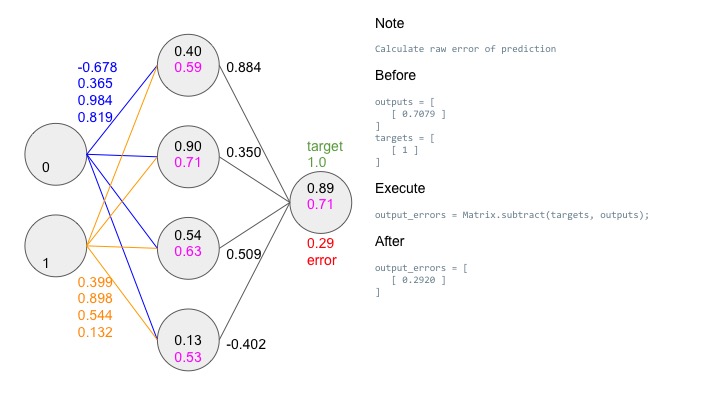 -0.678
0.365
0.984
0.819
0
1
0.399
0.898
0.544
0.132
0.40
0.59
0.90
0.71
0.54
0.63
0.13
0.53
0.884
0.350
0.509
-0.402
target
1.0
0.89
0.71
0.29
error
Note
Calculate raw error of prediction
Before
outputs = [
[ 0.7079 ]
]
targets = [
[ 1 ]
]
Execute
output_errors = Matrix.subtract(targets, outputs);
After
output_errors = [
[ 0.2920 ]
]